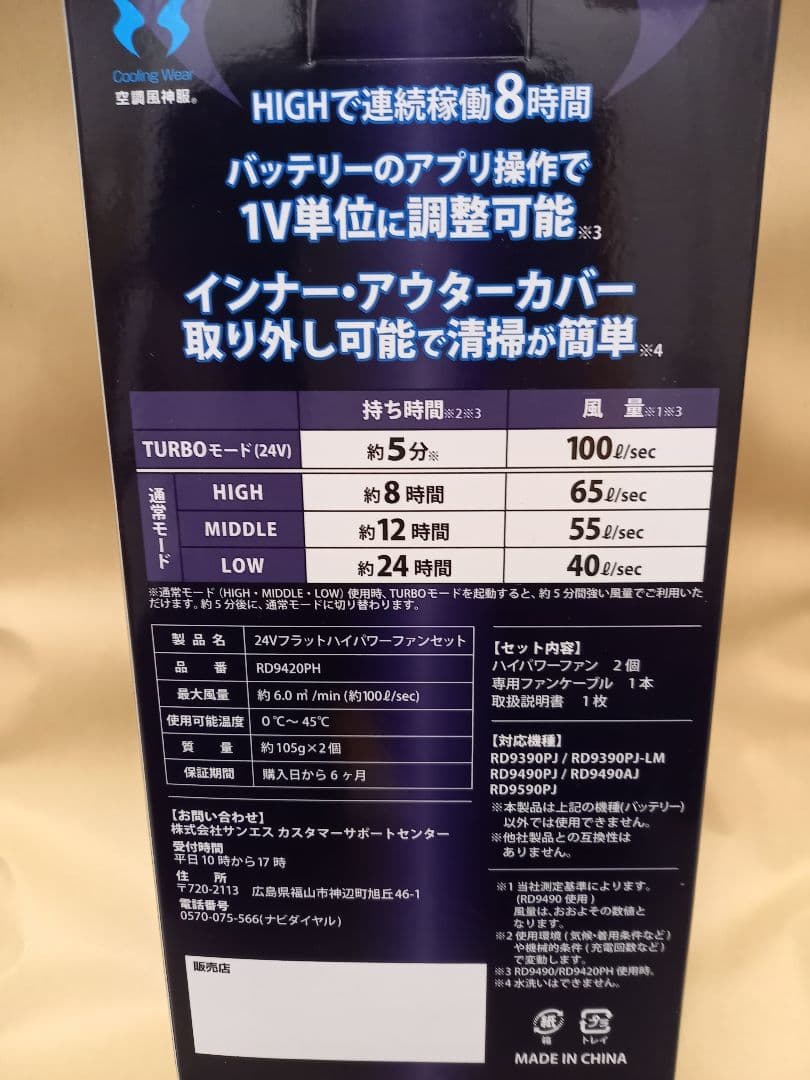 Cooling Wear
空調風神服®
HIGHで連続稼働8時間
バッテリーのアプリ操作で
1V単位に調整可能※3
インナー・アウターカバー
取り外し可能で清掃が簡単※4
持ち時間※2※3 風 量※1※3
TURBOモード(24V) 約5分※ 100ℓ/sec
通常モード
HIGH 約8時間 65ℓ/sec
MIDDLE 約12時間 55ℓ/sec
LOW 約24時間 40ℓ/sec
※通常モード(HIGH・MIDDLE・LOW)使用時、TURBOモードを起動すると、約5分間強い風量でご利用いた
だけます。約5分後に、通常モードに切り替わります。
製品名 24Vフラットハイパワーファンセット
品 番 RD9420PH
最大風量 約6.0㎥/min(約100ℓ/sec)
使用可能温度 0℃～45℃
質 量 約105g×2個
保証期間 購入日から6ヶ月
【お問い合わせ】
株式会社サンエス カスタマーサポートセンター
受付時間
平日10時から17時
住 所
〒720-2113 広島県福山市神辺町旭丘46-1
電話番号
0570-075-566(ナビダイヤル)
販売店
【セット内容】
ハイパワーファン 2個
専用ファンケーブル 1本
取扱説明書 1枚
【対応機種】
RD9390PJ / RD9390PJ-LM
RD9490PJ / RD9490AJ
RD9590PJ
※本製品は上記の機種(バッテリー)
以外では使用できません。
※他社製品との互換性は
ありません。
※1 当社測定基準によります。
(RD9490 使用)
風量は、おおよその数値と
なります。
※2 使用環境(気候・着用条件など)
や機械的条件(充電回数など)
で変動します。
※3 RD9490/RD9420PH 使用時。
※4 水洗いはできません。
紙 プラ
箱 トレイ
MADE IN CHINA